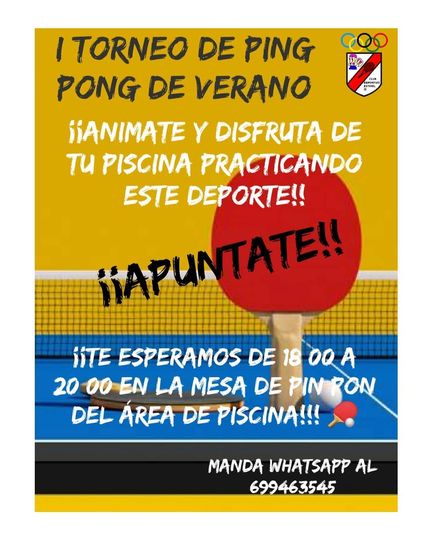 I TORNEO DE PING
PONG DE VERANO
¡¡ANIMATE Y DISFRUTA DE
TU PISCINA PRACTICANDO
ESTE DEPORTE!!
¡¡APUNTATE!!
¡¡TE ESPERAMOS DE 18 00 A
20 00 EN LA MESA DE PIN PON
DEL ÁREA DE PISCINA!!! 🏓
MANDA WHATSAPP AL
699463545